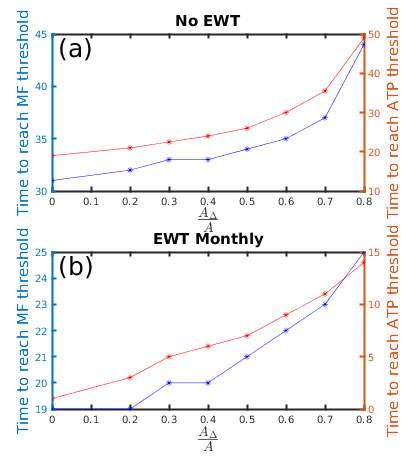 No EWT
(a)
Time to reach MF threshold
45
40
35
30
Time to reach ATP threshold
50
40
30
20
10
0 0.1 0.2 0.3 0.4 0.5 0.6 0.7 0.8
A_Δ
A
EWT Monthly
(b)
Time to reach MF threshold
25
24
23
22
21
20
19
Time to reach ATP threshold
15
10
5
0
0 0.1 0.2 0.3 0.4 0.5 0.6 0.7 0.8
A_Δ
A